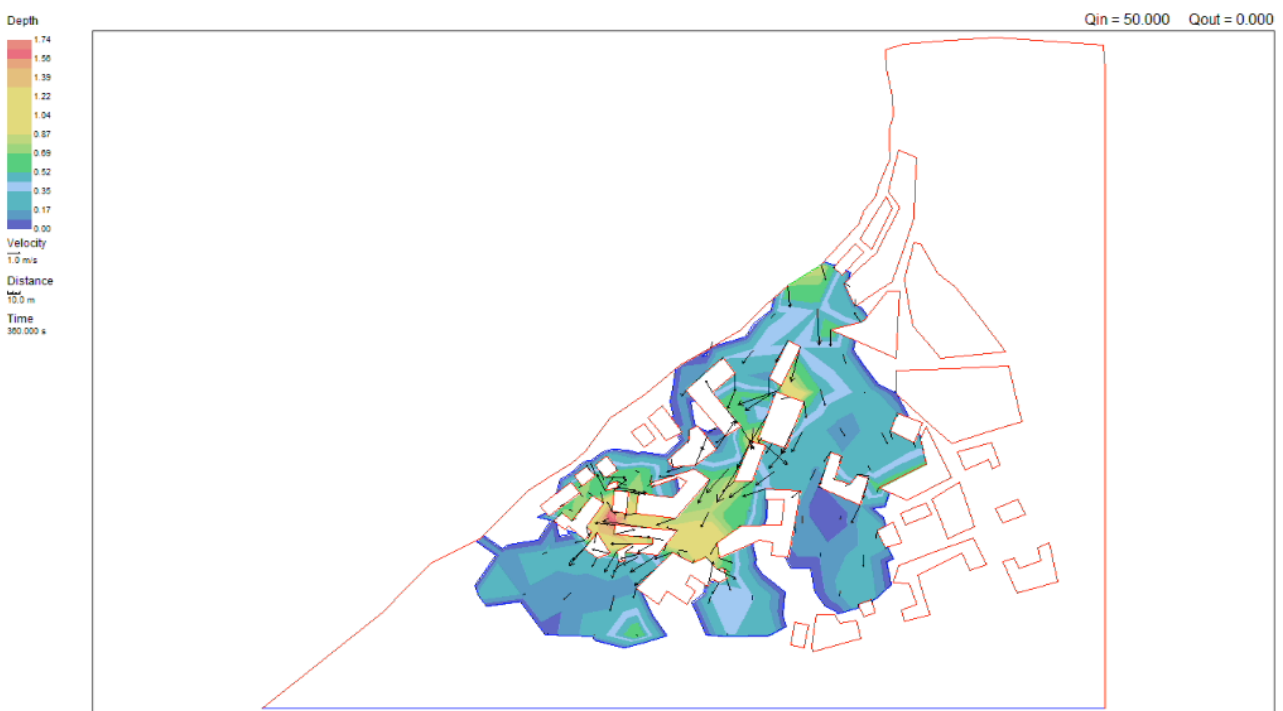 Qin = 50.000 Qout = 0.000
Depth
1.74
1.56
1.39
1.22
1.04
0.87
0.69
0.52
0.35
0.17
0.00
Velocity
1.0 m/s
Distance
10.0 m
Time
360.000 s